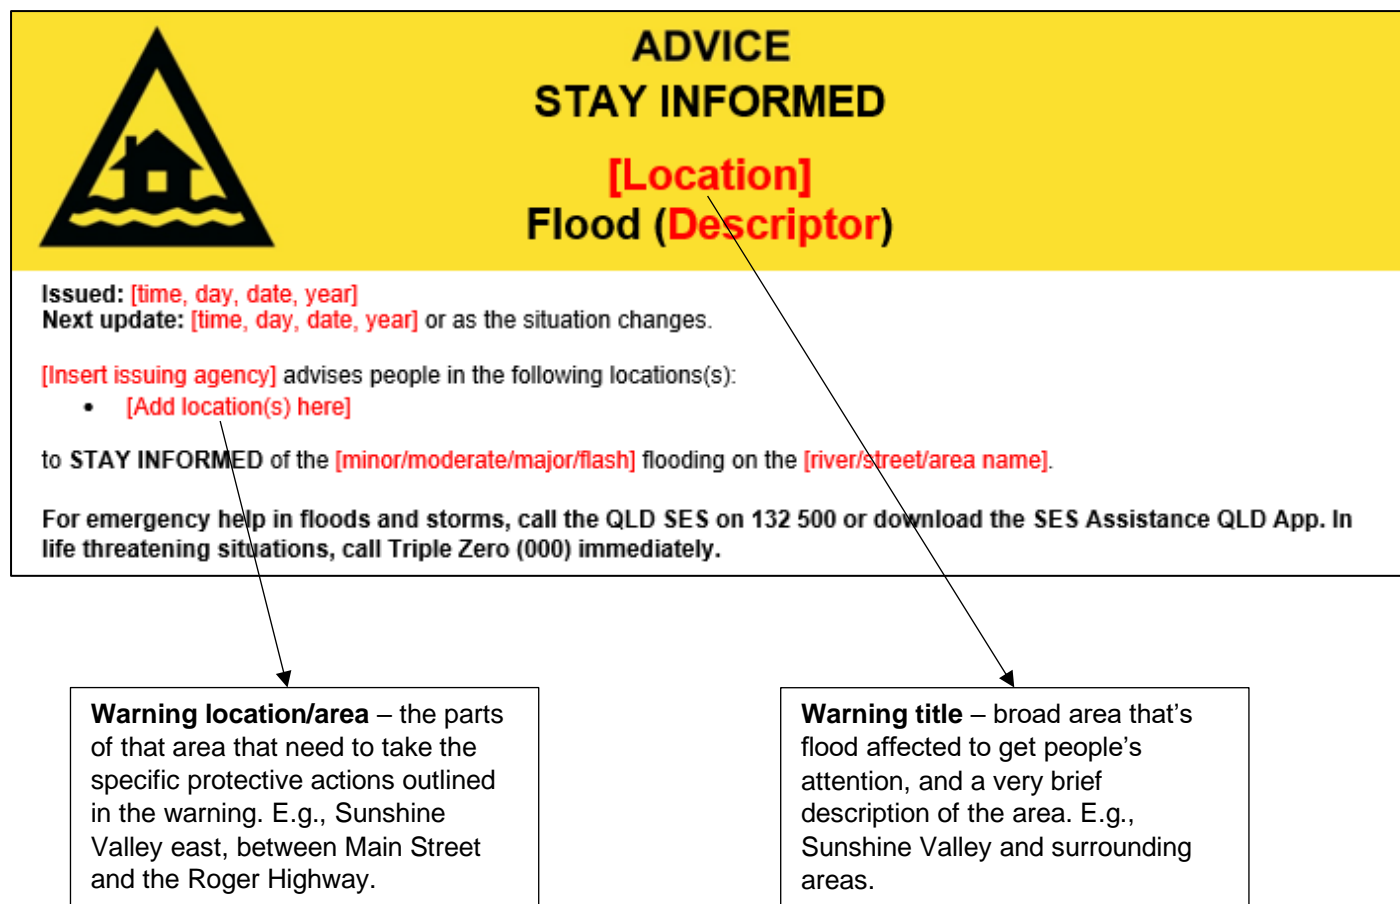 ADVICE
STAY INFORMED
[Location]
Flood (Descriptor)
Issued: [time, day, date, year]
Next update: [time, day, date, year] or as the situation changes.
[Insert issuing agency] advises people in the following locations(s):
• [Add location(s) here]
to STAY INFORMED of the [minor/moderate/major/flash] flooding on the [river/street/area name].
For emergency help in floods and storms, call the QLD SES on 132 500 or download the SES Assistance QLD App. In
life threatening situations, call Triple Zero (000) immediately.
Warning location/area – the parts
of that area that need to take the
specific protective actions outlined
in the warning. E.g., Sunshine
Valley east, between Main Street
and the Roger Highway.
Warning title – broad area that’s
flood affected to get people’s
attention, and a very brief
description of the area. E.g.,
Sunshine Valley and surrounding
areas.